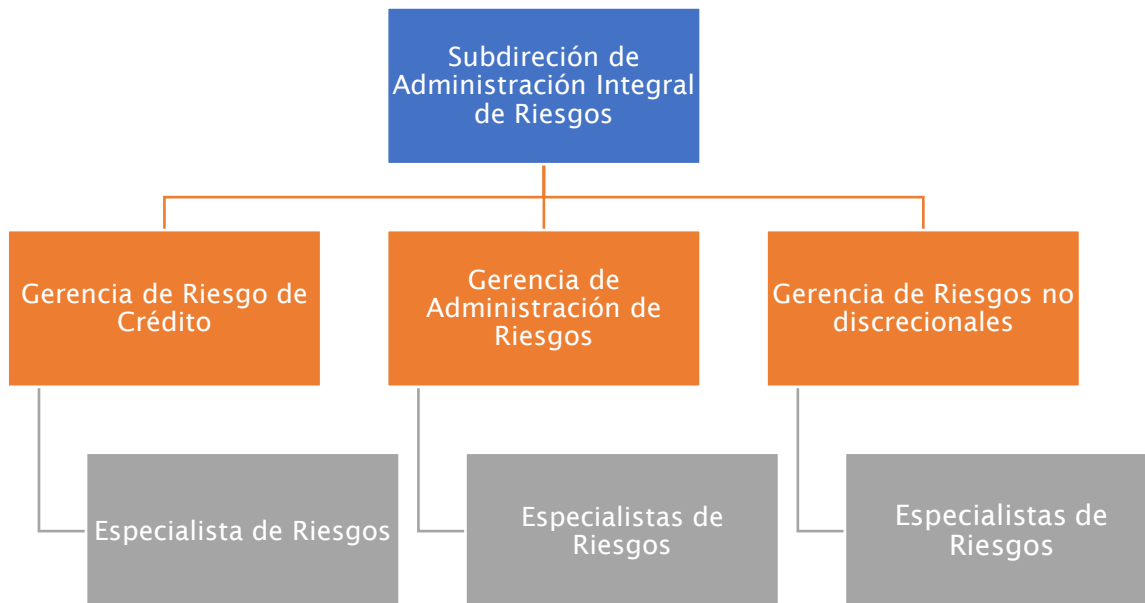 Subdireción de
Administración Integral
de Riesgos
Gerencia de Riesgo de
Crédito
Gerencia de
Administración de
Riesgos
Gerencia de Riesgos no
discrecionales
Especialista de Riesgos
Especialistas de
Riesgos
Especialistas de
Riesgos